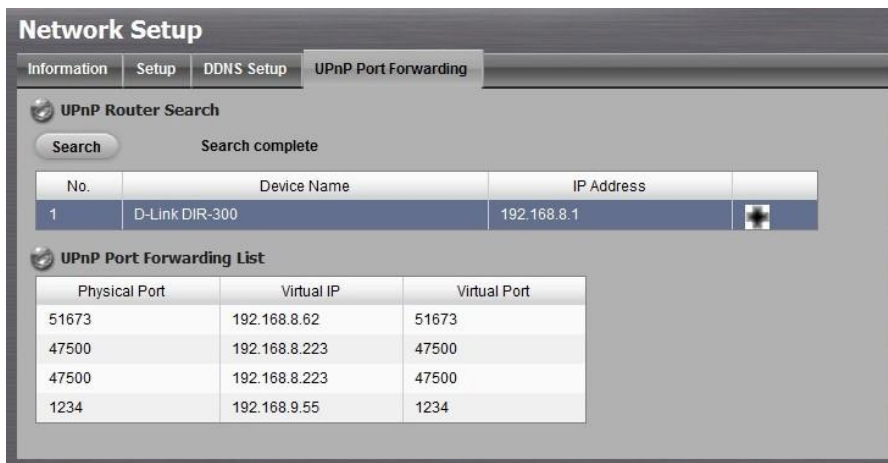 Network Setup
Information Setup DDNS Setup UPnP Port Forwarding
UPnP Router Search
Search Search complete
No. Device Name IP Address
1 D-Link DIR-300 192.168.8.1
UPnP Port Forwarding List
Physical Port Virtual IP Virtual Port
51673 192.168.8.62 51673
47500 192.168.8.223 47500
47500 192.168.8.223 47500
1234 192.168.9.55 1234